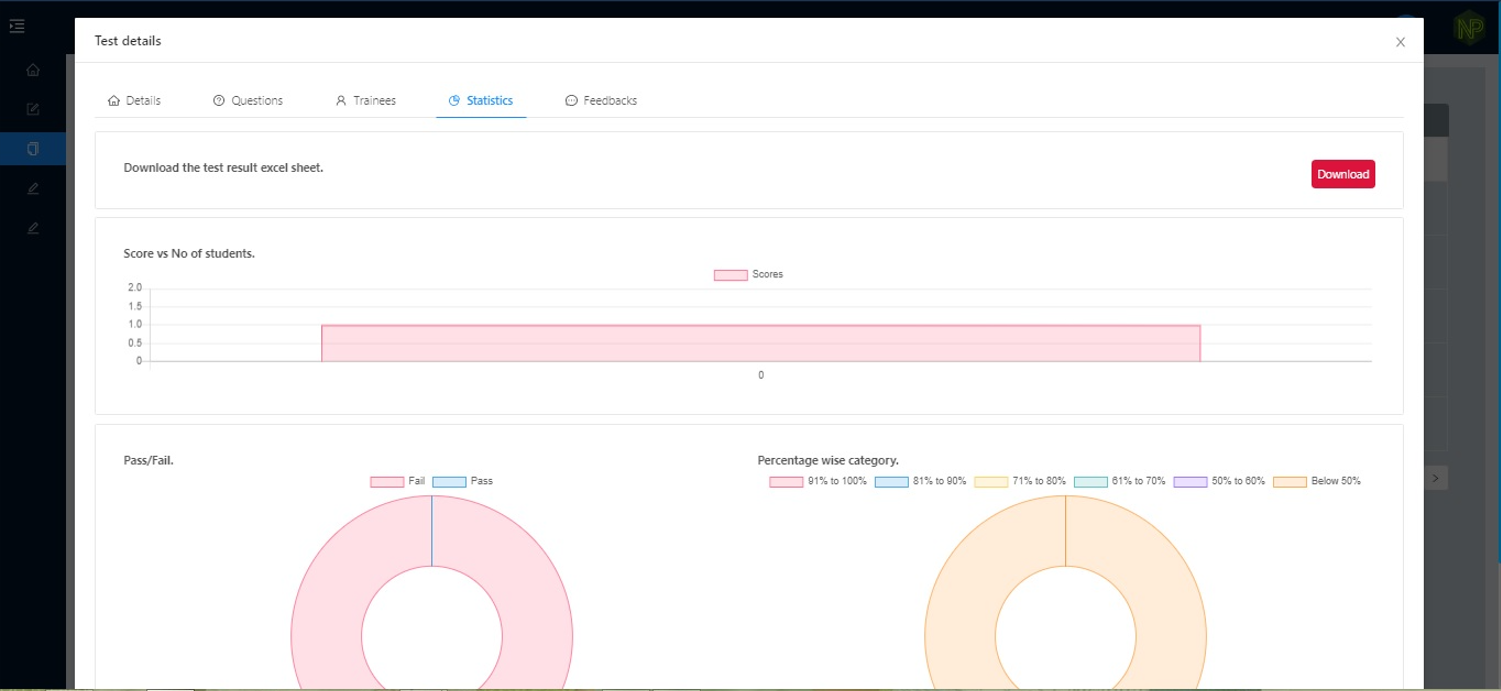 Test details
NP
Details Questions Trainees Statistics Feedbacks
Download the test result excel sheet.
Download
Score vs No of students.
Scores
2.0
1.5
1.0
0.5
0
0
Pass/Fail.
Fail Pass
Percentage wise category.
91% to 100% 81% to 90% 71% to 80% 61% to 70% 50% to 60% Below 50%